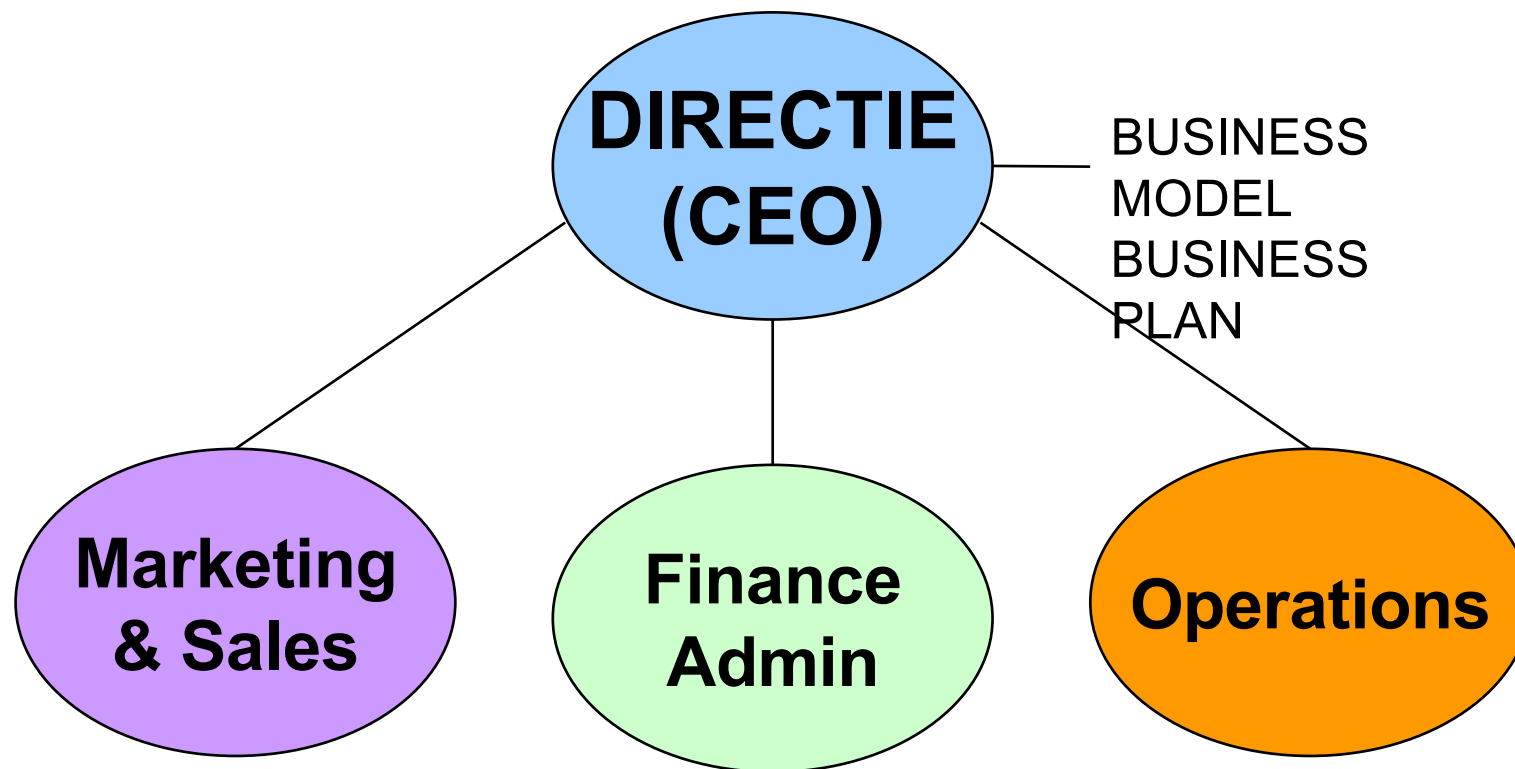 DIRECTIE
(CEO)
BUSINESS
MODEL
BUSINESS
PLAN
Marketing
& Sales
Finance
Admin
Operations